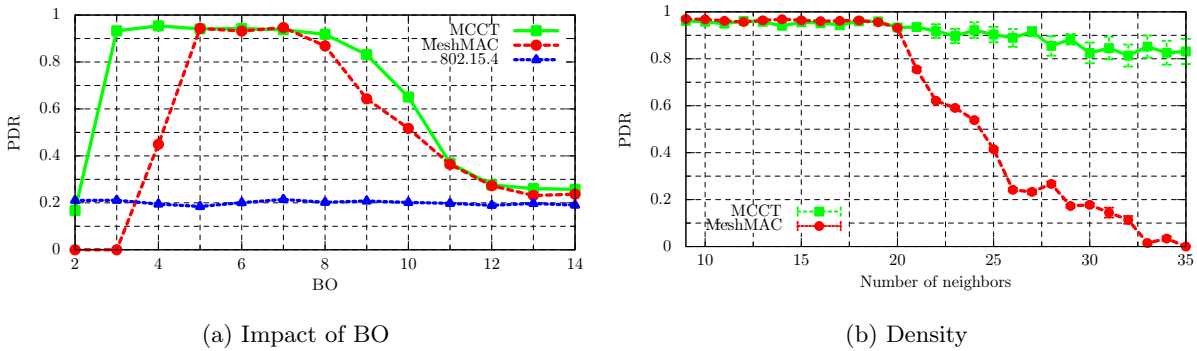 1
0.8
0.6
0.4
0.2
0
PDR
2 4 6 8 10 12 14
BO
MCCT
MeshMAC
802.15.4
(a) Impact of BO
1
0.8
0.6
0.4
0.2
0
PDR
10 15 20 25 30 35
Number of neighbors
MCCT
MeshMAC
(b) Density